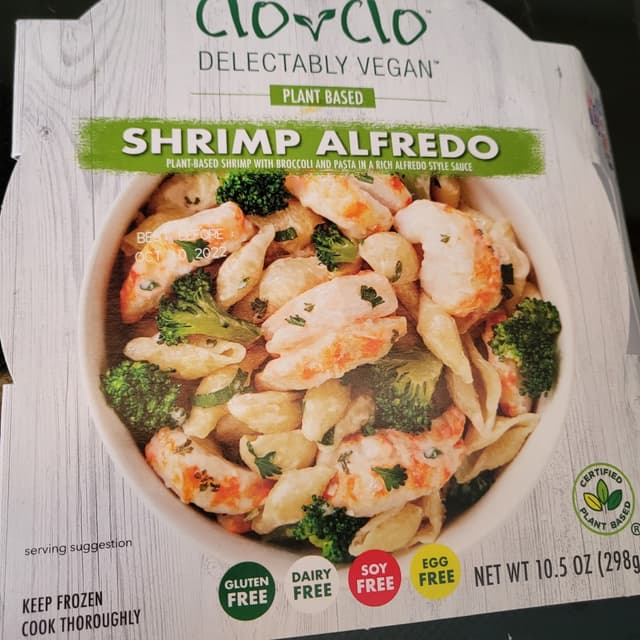 Clo-Clo™
DELECTABLY VEGAN™
PLANT BASED
SHRIMP ALFREDO
PLANT-BASED SHRIMP WITH BROCCOLI AND PASTA IN A RICH ALFREDO STYLE SAUCE
BEST BEFORE
2022
CERTIFIED
PLANT BASED
®
serving suggestion
GLUTEN
FREE
DAIRY
FREE
SOY
FREE
EGG
FREE
NET WT 10.5 OZ (298g
KEEP FROZEN
COOK THOROUGHLY